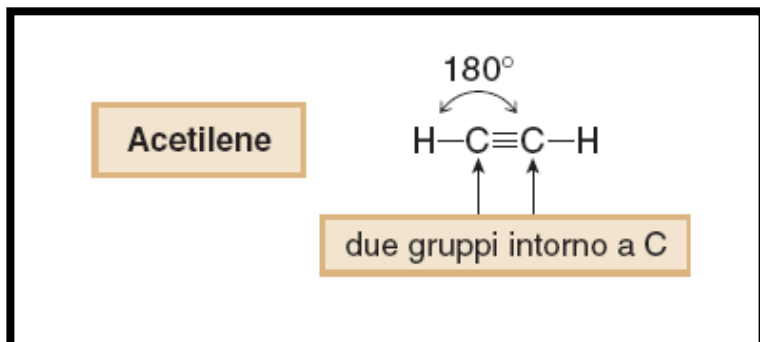 180°
Acetilene
H—C≡C—H
due gruppi intorno a C